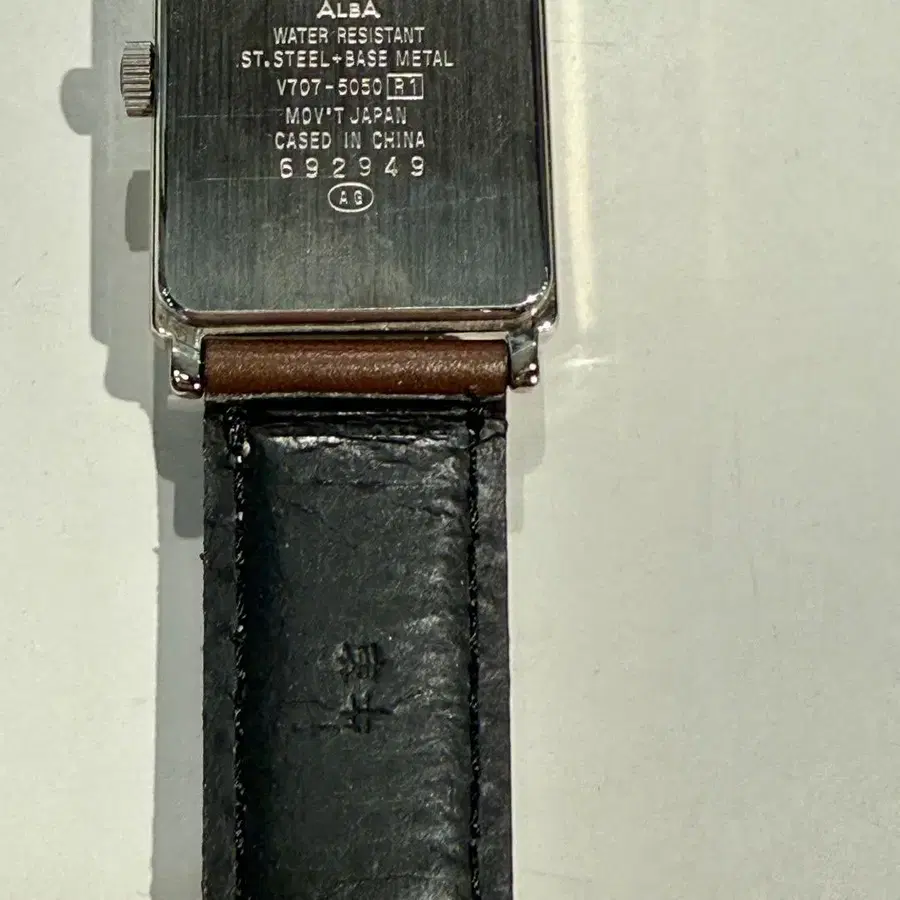 ALBA
WATER RESISTANT
ST.STEEL+BASE METAL
V707-5050 R1
MOV'T JAPAN
CASED IN CHINA
692949
AG